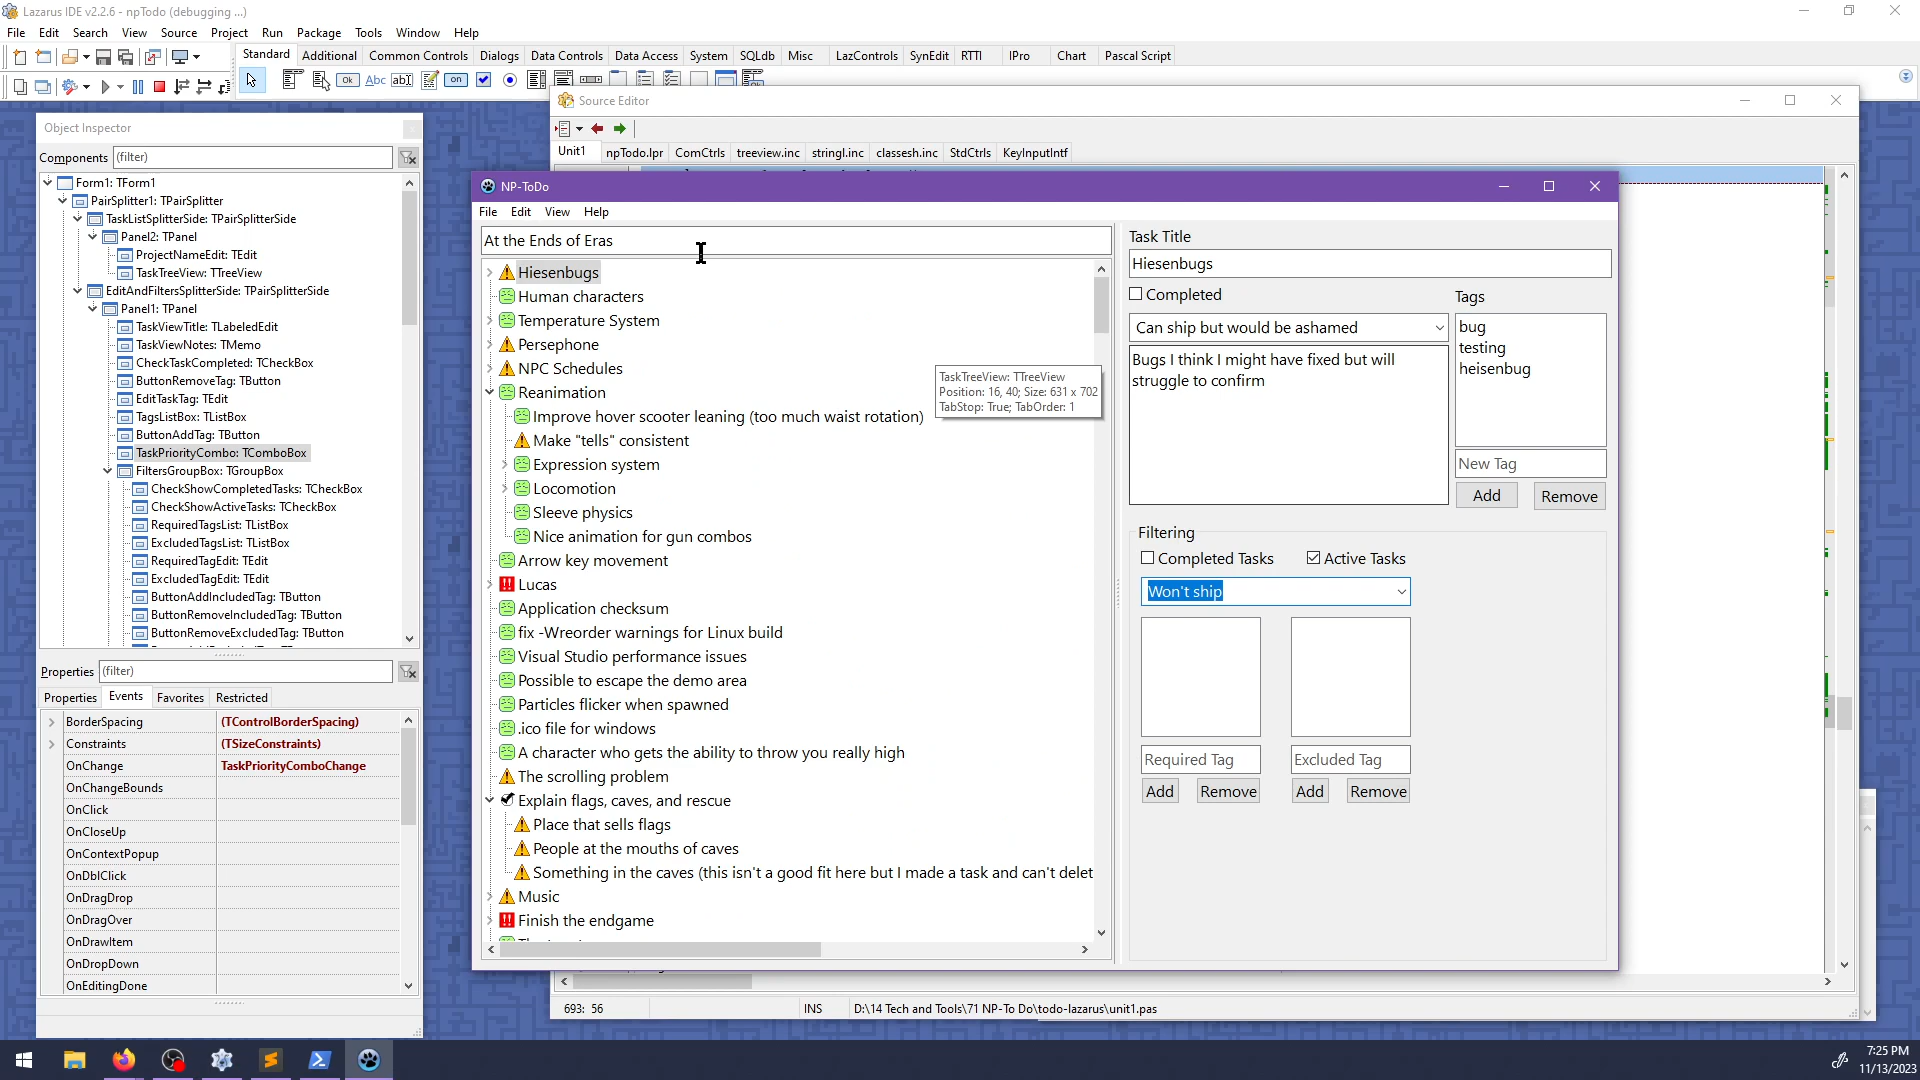 Lazarus IDE v2.2.6 - npTodo (debugging ...)
File Edit Search View Source Project Run Package Tools Window Help
Standard Additional Common Controls Dialogs Data Controls Data Access System SQLdb Misc LazControls SynEdit RTTI IPro Chart Pascal Script
Ok Abc abI on
Object Inspector
Components (filter)
Form1: TForm1
PairSplitter1: TPairSplitter
TaskListSplitterSide: TPairSplitterSide
Panel2: TPanel
ProjectNameEdit: TEdit
TaskTreeView: TTreeView
EditAndFiltersSplitterSide: TPairSplitterSide
Panel1: TPanel
TaskViewTitle: TLabeledEdit
TaskViewNotes: TMemo
CheckTaskCompleted: TCheckBox
ButtonRemoveTag: TButton
EditTaskTag: TEdit
TagsListBox: TListBox
ButtonAddTag: TButton
TaskPriorityCombo: TComboBox
FiltersGroupBox: TGroupBox
CheckShowCompletedTasks: TCheckBox
CheckShowActiveTasks: TCheckBox
RequiredTagsList: TListBox
ExcludedTagsList: TListBox
RequiredTagEdit: TEdit
ExcludedTagEdit: TEdit
ButtonAddIncludedTag: TButton
ButtonRemoveIncludedTag: TButton
ButtonRemoveExcludedTag: TButton
Properties (filter)
Properties Events Favorites Restricted
BorderSpacing (TControlBorderSpacing)
Constraints (TSizeConstraints)
OnChange TaskPriorityComboChange
OnChangeBounds
OnClick
OnCloseUp
OnContextPopup
OnDblClick
OnDragDrop
OnDragOver
OnDrawItem
OnDropDown
OnEditingDone
Source Editor
Unit1 npTodo.lpr ComCtrls treeview.inc stringl.inc classesh.inc StdCtrls KeyInputIntf
NP-ToDo
File Edit View Help
At the Ends of Eras
Hiesenbugs
Human characters
Temperature System
Persephone
NPC Schedules
Reanimation
Improve hover scooter leaning (too much waist rotation)
Make "tells" consistent
Expression system
Locomotion
Sleeve physics
Nice animation for gun combos
Arrow key movement
Lucas
Application checksum
fix -Wreorder warnings for Linux build
Visual Studio performance issues
Possible to escape the demo area
Particles flicker when spawned
.ico file for windows
A character who gets the ability to throw you really high
The scrolling problem
Explain flags, caves, and rescue
Place that sells flags
People at the mouths of caves
Something in the caves (this isn't a good fit here but I made a task and can't delet
Music
Finish the endgame
TaskTreeView: TTreeView
Position: 16, 40; Size: 631 x 702
TabStop: True; TabOrder: 1
Task Title
Hiesenbugs
Completed
Can ship but would be ashamed
Bugs I think I might have fixed but will
struggle to confirm
Tags
bug
testing
heisenbug
New Tag
Add Remove
Filtering
Completed Tasks Active Tasks
Won't ship
Required Tag Excluded Tag
Add Remove Add Remove
693: 56 INS D:\14 Tech and Tools\71 NP-To Do\todo-lazarus\unit1.pas
7:25 PM
11/13/2023